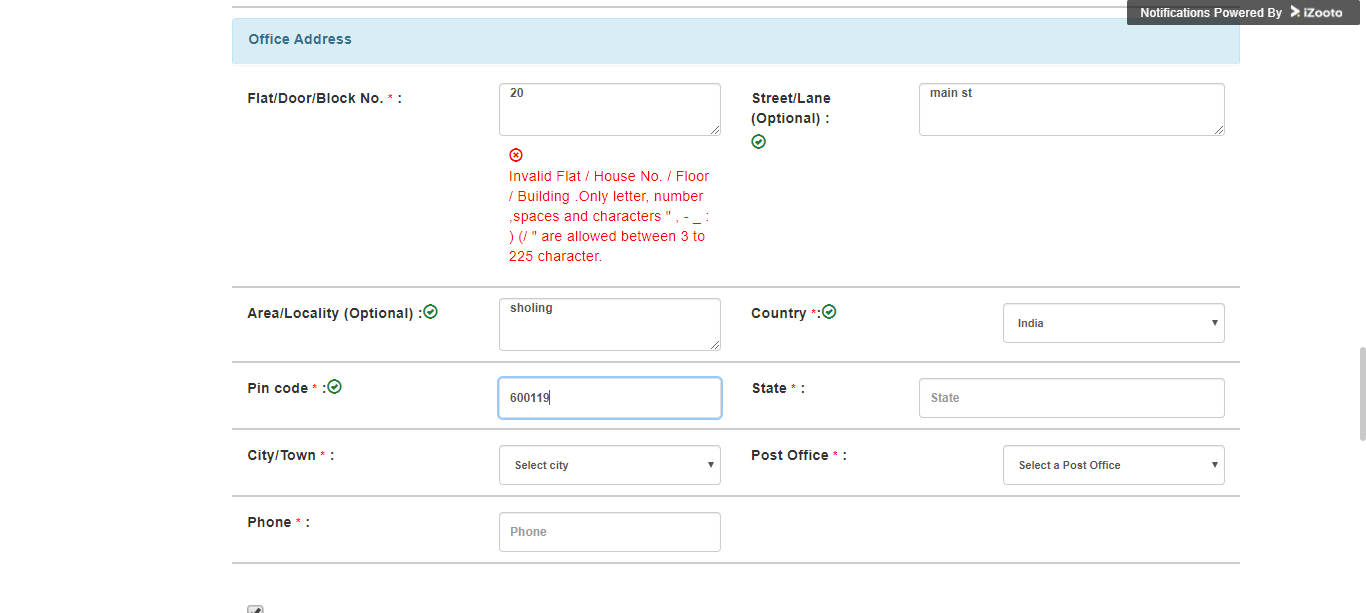 Notifications Powered By iZooto
Office Address
Flat/Door/Block No. * :
20
Street/Lane
(Optional) :
main st
Invalid Flat / House No. / Floor
/ Building .Only letter, number
,spaces and characters " , - _ :
) (/ " are allowed between 3 to
225 character.
Area/Locality (Optional) :
sholing
Country *:
India
Pin code * :
600119
State * :
State
City/Town * :
Select city
Post Office * :
Select a Post Office
Phone * :
Phone